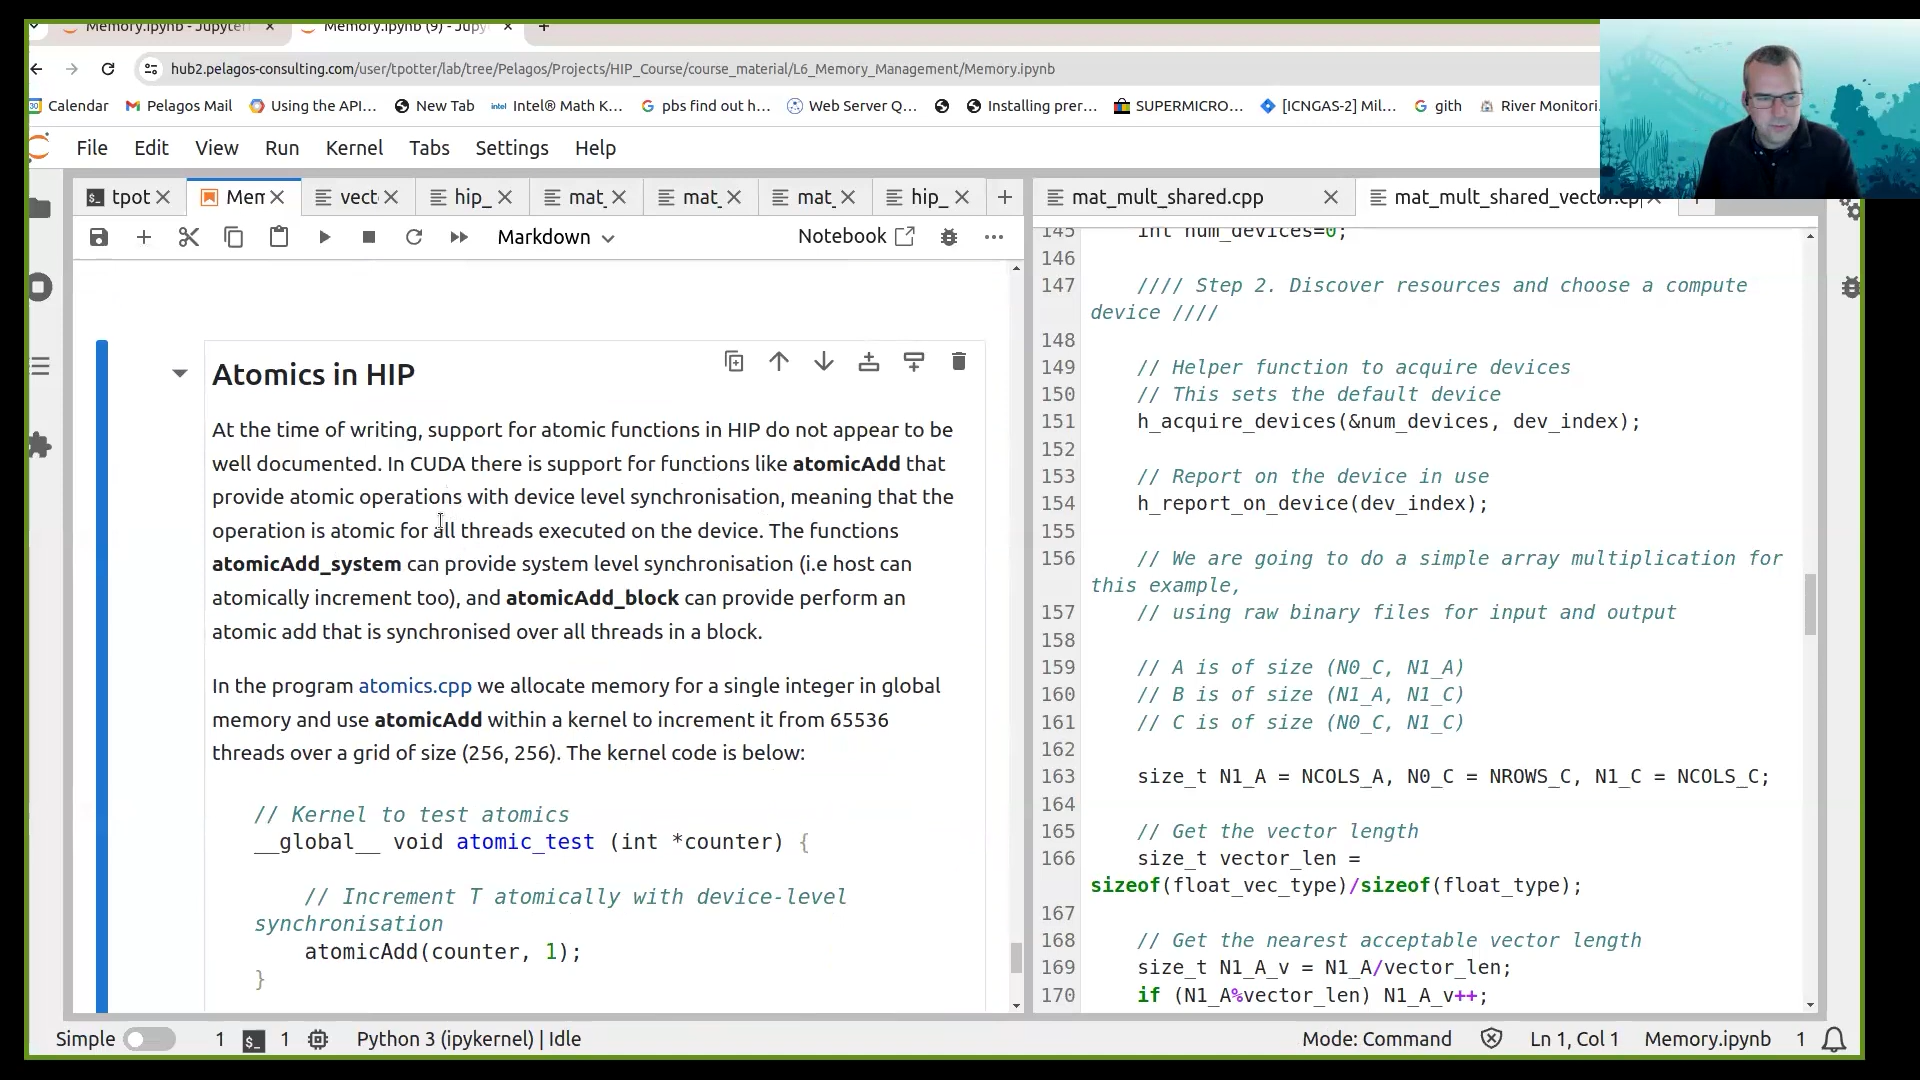 Memory.ipynb - Jupyter
Memory.ipynb (9) - Jupy
hub2.pelagos-consulting.com/user/tpotter/lab/tree/Pelagos/Projects/HIP_Course/course_material/L6_Memory_Management/Memory.ipynb
Calendar
Pelagos Mail
Using the API...
New Tab
intel Intel® Math K...
pbs find out h...
Web Server Q...
Installing prer...
SUPERMICRO...
[ICNGAS-2] Mil...
gith
River Monitori
File Edit View Run Kernel Tabs Settings Help
tpot
Mem
vect
hip_
mat_
mat_
mat_
hip_
Markdown
Notebook
Atomics in HIP
At the time of writing, support for atomic functions in HIP do not appear to be
well documented. In CUDA there is support for functions like atomicAdd that
provide atomic operations with device level synchronisation, meaning that the
operation is atomic for all threads executed on the device. The functions
atomicAdd_system can provide system level synchronisation (i.e host can
atomically increment too), and atomicAdd_block can provide perform an
atomic add that is synchronised over all threads in a block.
In the program atomics.cpp we allocate memory for a single integer in global
memory and use atomicAdd within a kernel to increment it from 65536
threads over a grid of size (256, 256). The kernel code is below:
// Kernel to test atomics
__global__ void atomic_test (int *counter) {
// Increment T atomically with device-level
synchronisation
atomicAdd(counter, 1);
}
mat_mult_shared.cpp
mat_mult_shared_vector.cp
145 int num_devices=0;
146
147 //// Step 2. Discover resources and choose a compute
device ////
148
149 // Helper function to acquire devices
150 // This sets the default device
151 h_acquire_devices(&num_devices, dev_index);
152
153 // Report on the device in use
154 h_report_on_device(dev_index);
155
156 // We are going to do a simple array multiplication for
this example,
157 // using raw binary files for input and output
158
159 // A is of size (N0_C, N1_A)
160 // B is of size (N1_A, N1_C)
161 // C is of size (N0_C, N1_C)
162
163 size_t N1_A = NCOLS_A, N0_C = NROWS_C, N1_C = NCOLS_C;
164
165 // Get the vector length
166 size_t vector_len =
sizeof(float_vec_type)/sizeof(float_type);
167
168 // Get the nearest acceptable vector length
169 size_t N1_A_v = N1_A/vector_len;
170 if (N1_A%vector_len) N1_A_v++;
Simple
1
1
Python 3 (ipykernel) | Idle
Mode: Command
Ln 1, Col 1
Memory.ipynb
1